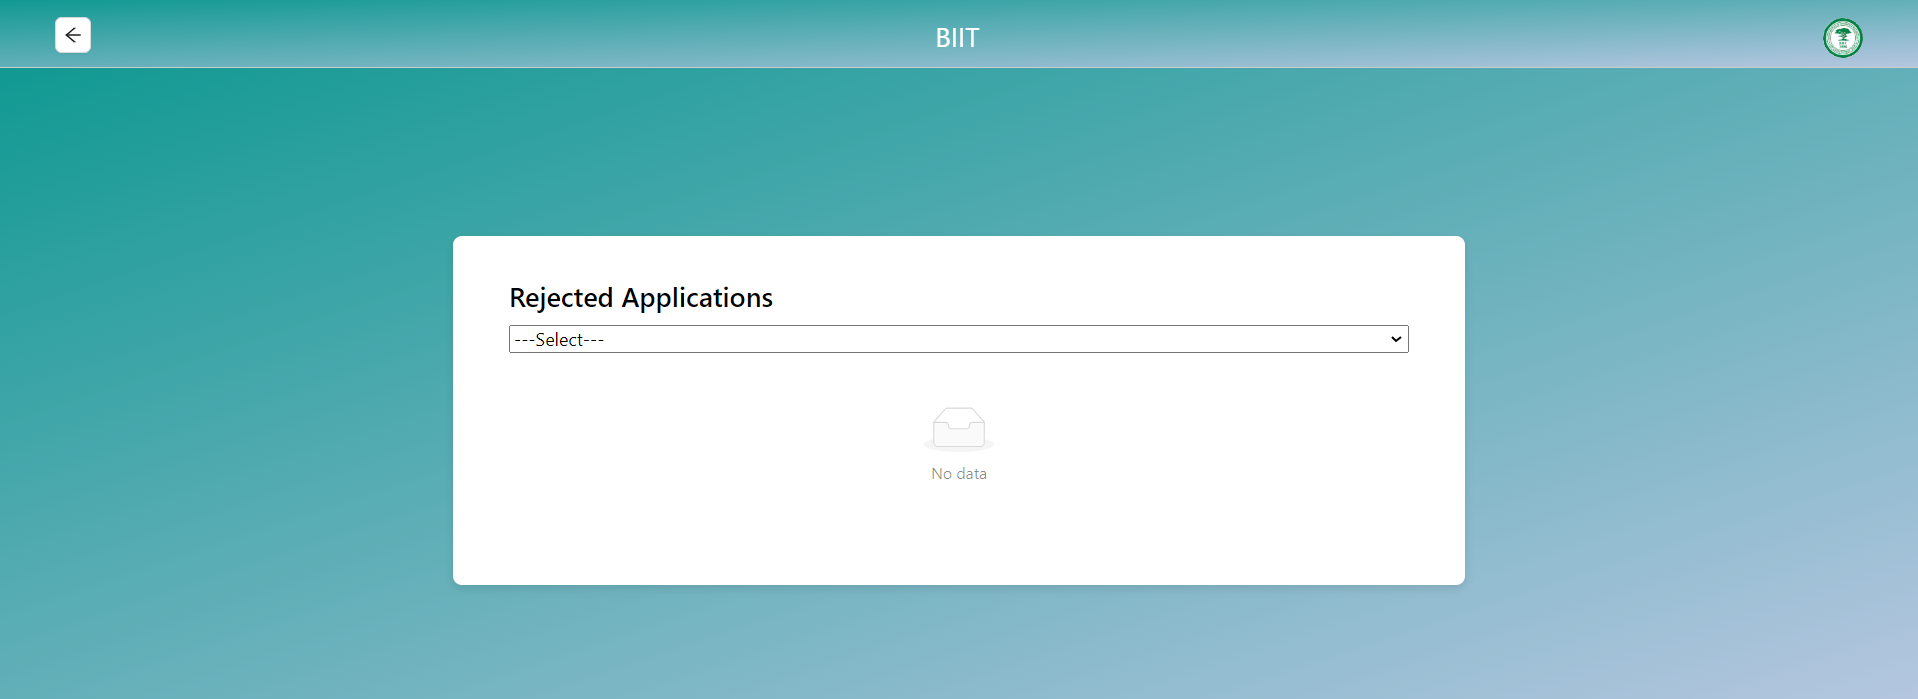 BIIT
Rejected Applications
---Select---
No data